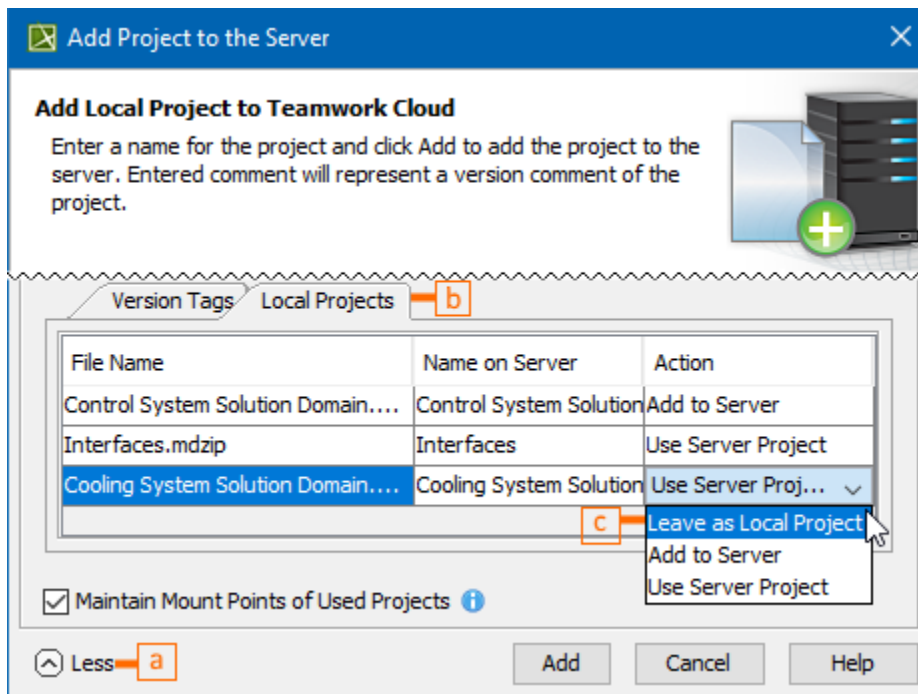 Add Project to the Server
Add Local Project to Teamwork Cloud
Enter a name for the project and click Add to add the project to the
server. Entered comment will represent a version comment of the
project.
Version Tags Local Projects b
File Name Name on Server Action
Control System Solution Domain.... Control System Solution Add to Server
Interfaces.mdzip Interfaces Use Server Project
Cooling System Solution Domain.... Cooling System Solution Use Server Proj...
c Leave as Local Project
Add to Server
Use Server Project
Maintain Mount Points of Used Projects i
Less a Add Cancel Help